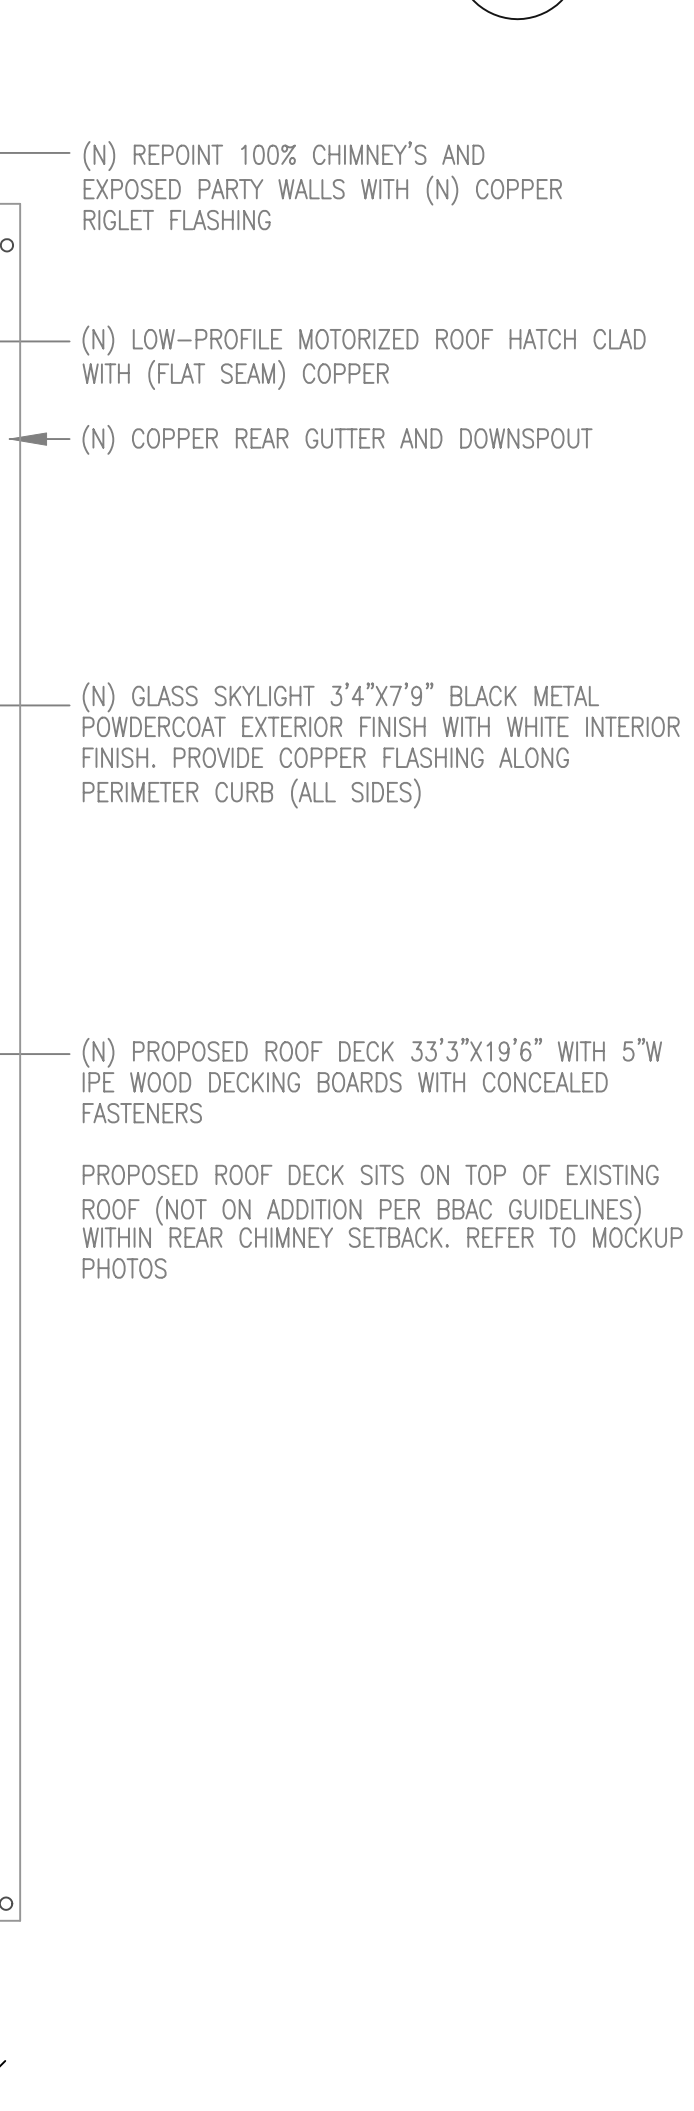 (N) REPOINT 100% CHIMNEY'S AND
EXPOSED PARTY WALLS WITH (N) COPPER
RIGLET FLASHING
(N) LOW-PROFILE MOTORIZED ROOF HATCH CLAD
WITH (FLAT SEAM) COPPER
(N) COPPER REAR GUTTER AND DOWNSPOUT
(N) GLASS SKYLIGHT 3'4"X7'9" BLACK METAL
POWDERCOAT EXTERIOR FINISH WITH WHITE INTERIOR
FINISH. PROVIDE COPPER FLASHING ALONG
PERIMETER CURB (ALL SIDES)
(N) PROPOSED ROOF DECK 33'3"X19'6" WITH 5"W
IPE WOOD DECKING BOARDS WITH CONCEALED
FASTENERS
PROPOSED ROOF DECK SITS ON TOP OF EXISTING
ROOF (NOT ON ADDITION PER BBAC GUIDELINES)
WITHIN REAR CHIMNEY SETBACK. REFER TO MOCKUP
PHOTOS